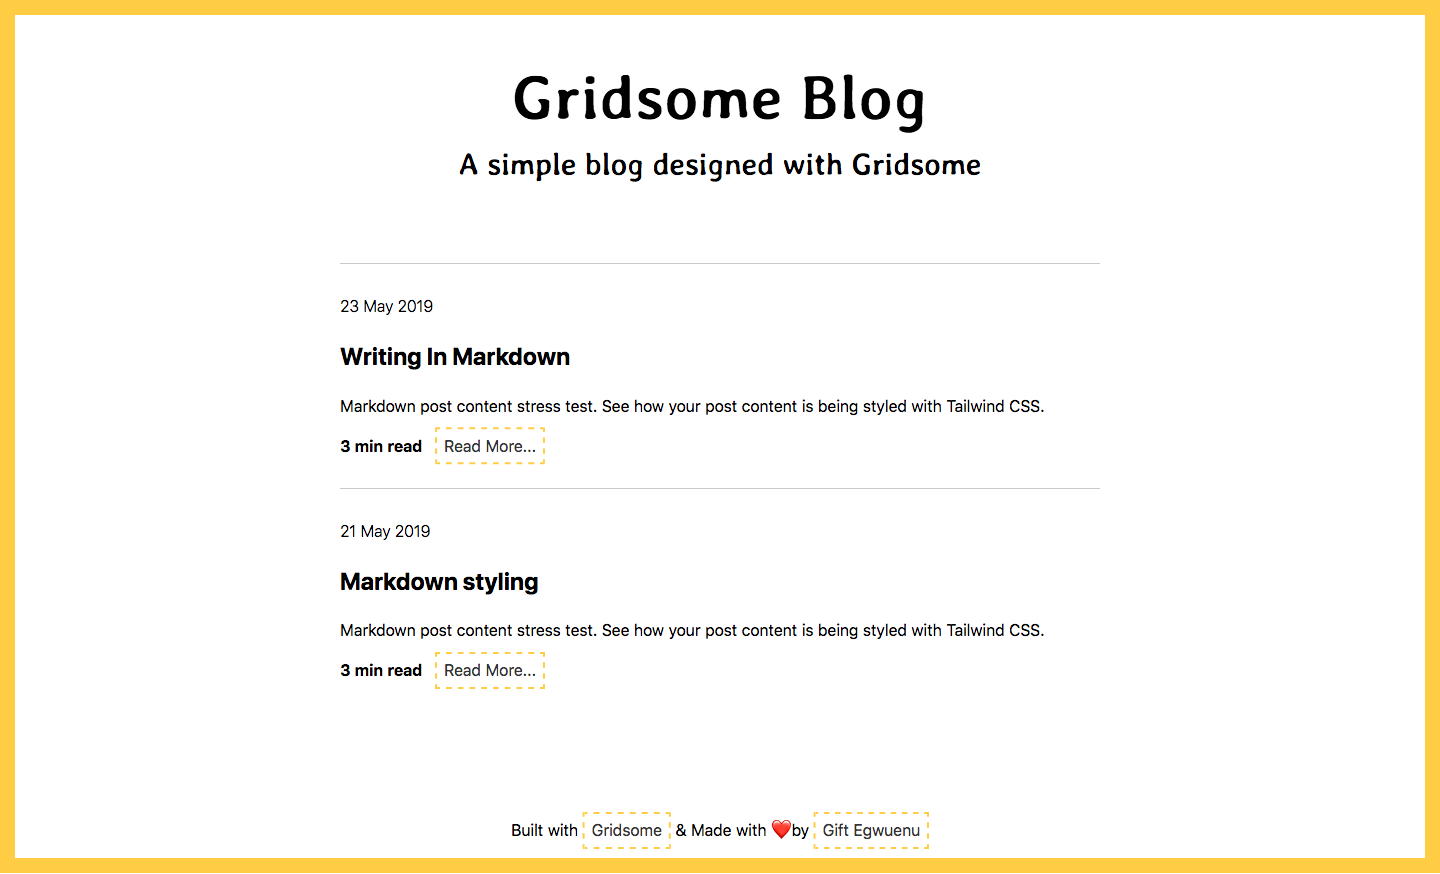 Gridsome Blog
A simple blog designed with Gridsome
23 May 2019
Writing In Markdown
Markdown post content stress test. See how your post content is being styled with Tailwind CSS.
3 min read Read More...
21 May 2019
Markdown styling
Markdown post content stress test. See how your post content is being styled with Tailwind CSS.
3 min read Read More...
Built with Gridsome & Made with ❤️by Gift Egwuenu